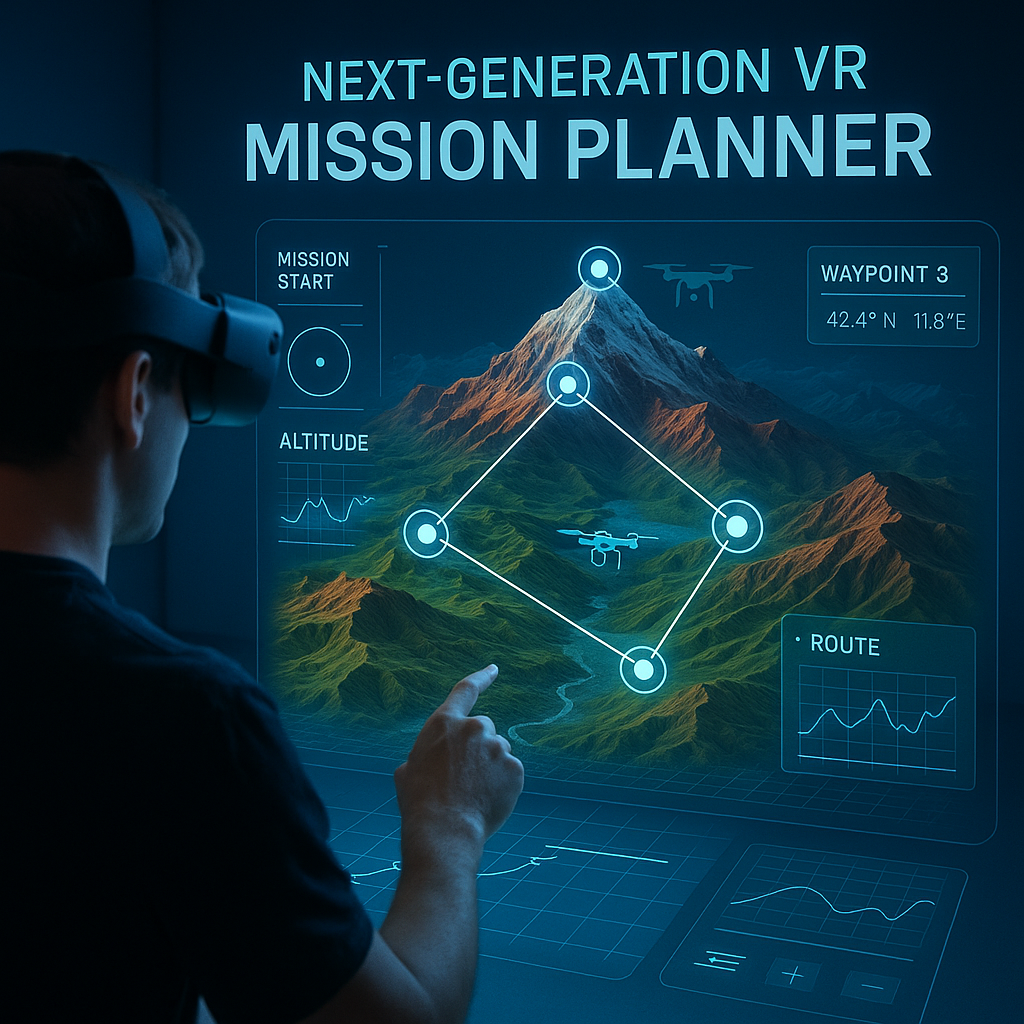 NEXT-GENERATION VR
MISSION PLANNER
MISSION
START
WAYPOINT 3
42.4° N 11.8″E
ALTITUDE
ROUTE